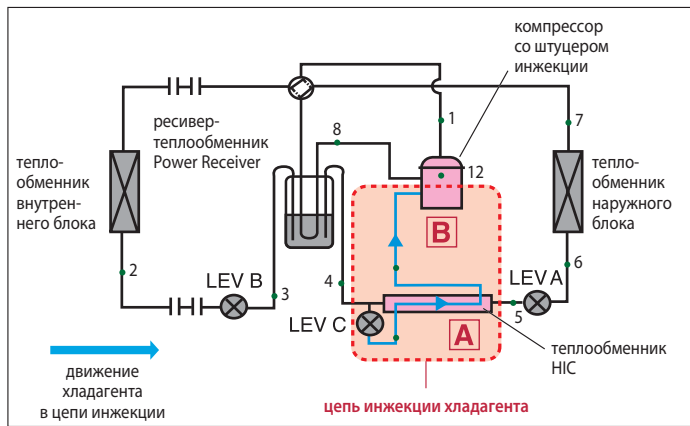 компрессор
со штуцером
инжекции
ресивер-
теплообменник
Power Receiver
8
1
7
12
тепло-
обменник
внутрен-
него блока
тепло-
обменник
наружного
блока
B
2
LEV B
3
4
LEV A
6
5
LEV C
A
теплообменник
HIC
движение
хладагента
в цепи инжекции
цепь инжекции хладагента